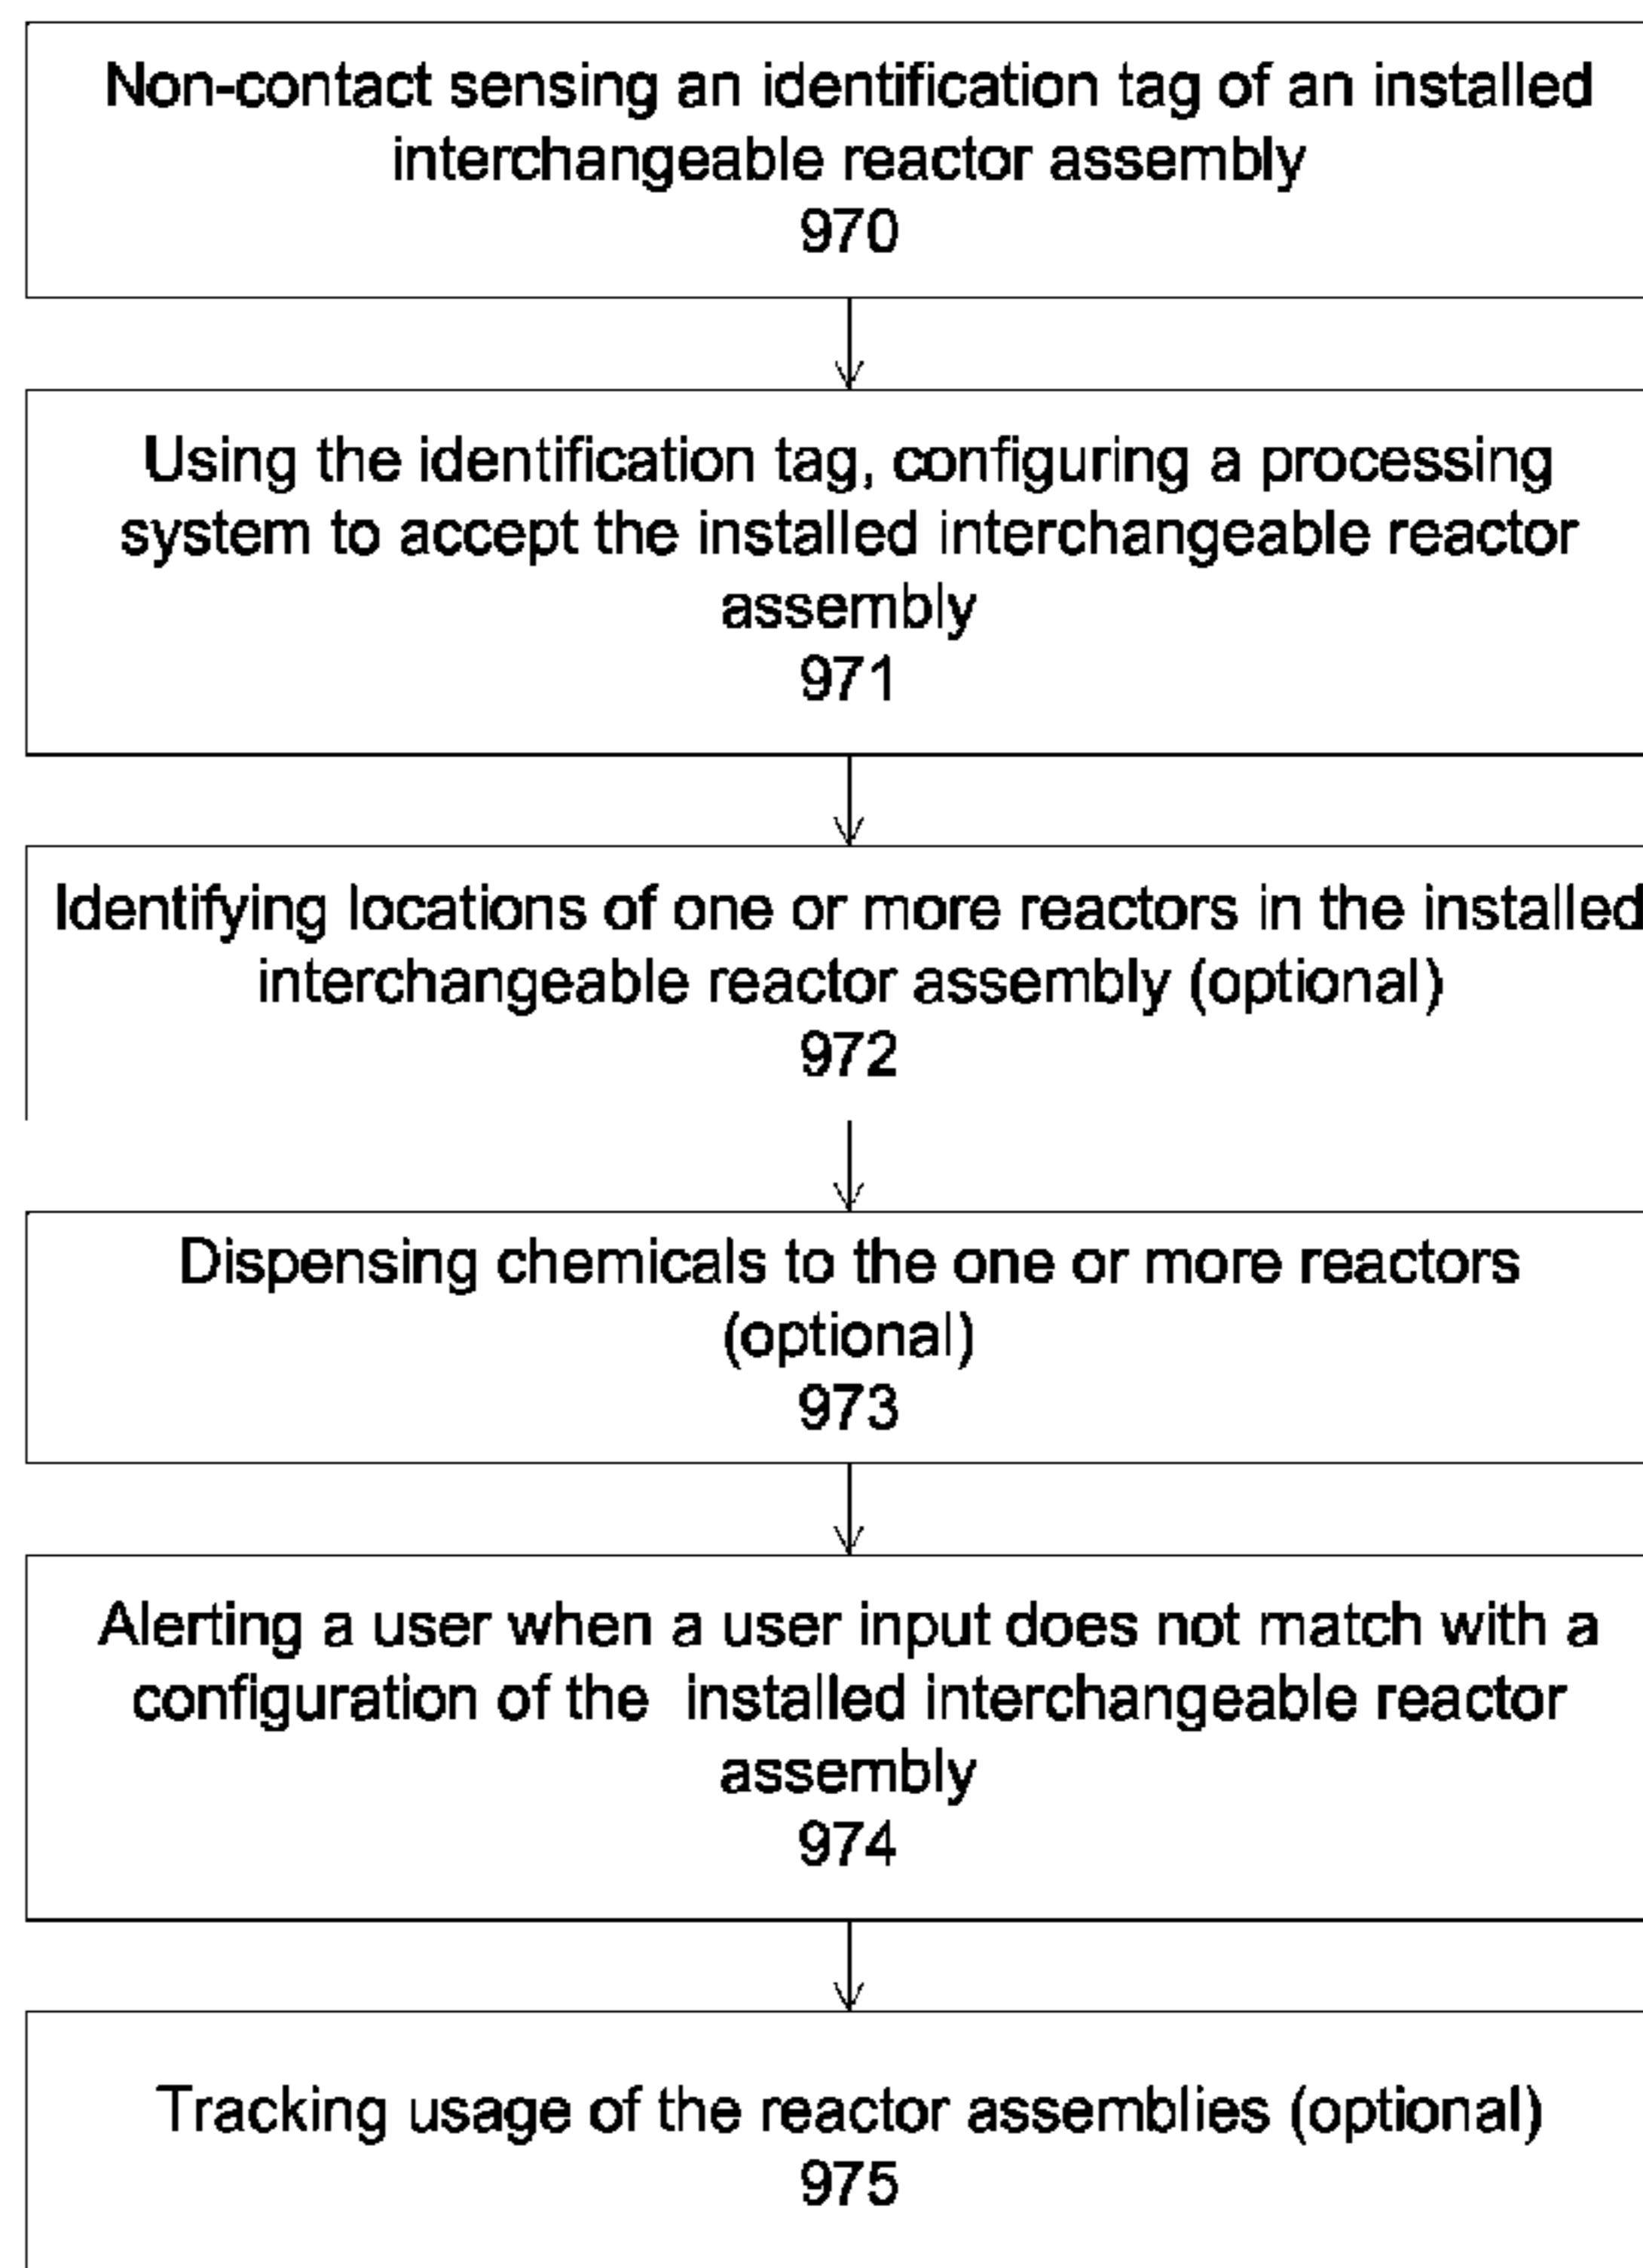 Non-contact sensing an identification tag of an installed
interchangeable reactor assembly
970
Using the identification tag, configuring a processing
system to accept the installed interchangeable reactor
assembly
971
Identifying locations of one or more reactors in the installed
interchangeable reactor assembly (optional)
972
Dispensing chemicals to the one or more reactors
(optional)
973
Alerting a user when a user input does not match with a
configuration of the  installed interchangeable reactor
assembly
974
Tracking usage of the reactor assemblies (optional)
975